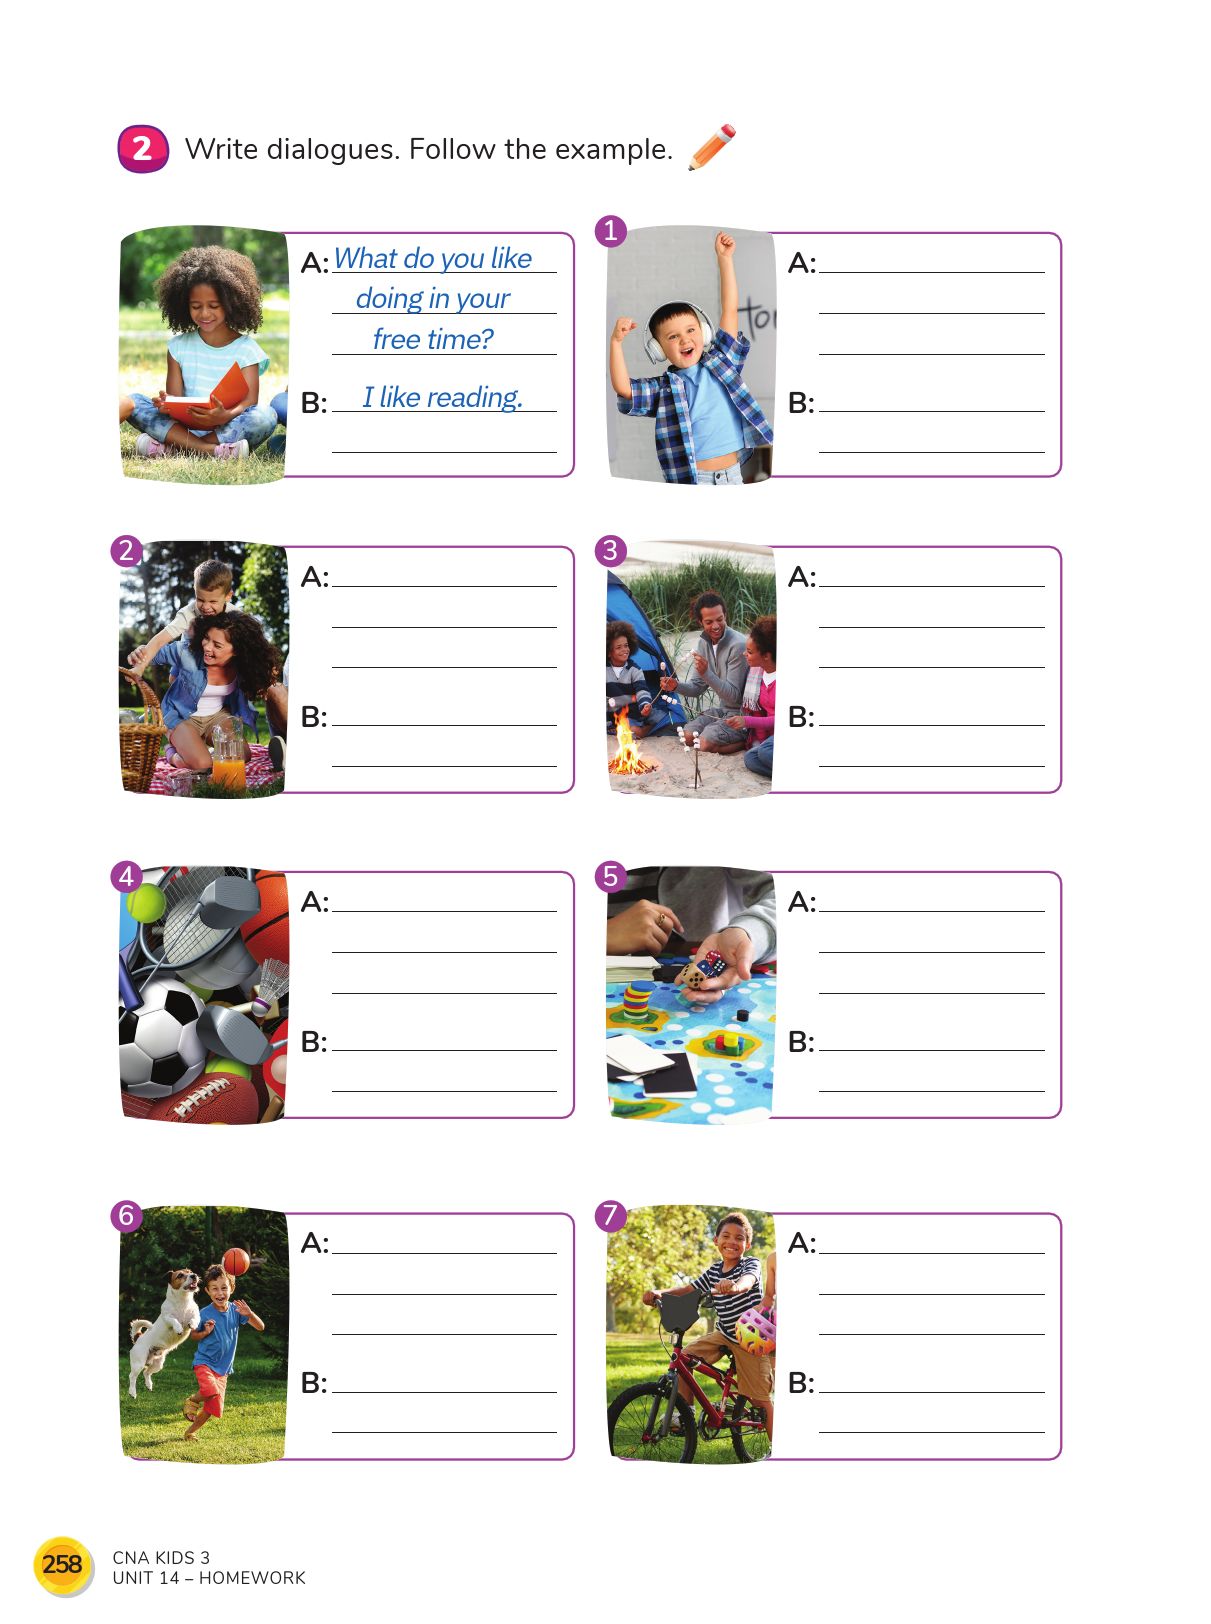 2 Write dialogues. Follow the example.
A: What do you like
doing in your
free time?
B: I like reading.
1
tor
A:
B:
2
A:
B:
3
A:
B:
4
A:
B:
5
A:
B:
6
A:
B:
7
A:
B:
258
CNA KIDS 3
UNIT 14 – HOMEWORK